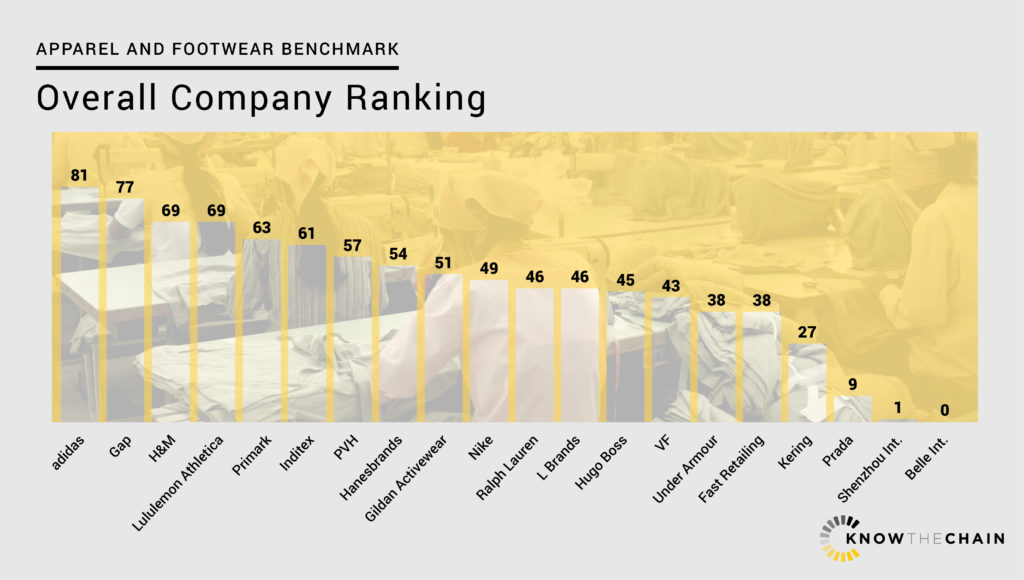 APPAREL AND FOOTWEAR BENCHMARK
Overall Company Ranking
81
77
69
69
63
61
57
54
51
49
46
46
45
43
38
38
27
9
1
0
adidas
Gap
H&M
Lululemon Athletica
Primark
Inditex
PVH
Hanesbrands
Gildan Activewear
Nike
Ralph Lauren
L Brands
Hugo Boss
VF
Under Armour
Fast Retailing
Kering
Prada
Shenzhou Int.
Belle Int.
KNOWTHECHAIN